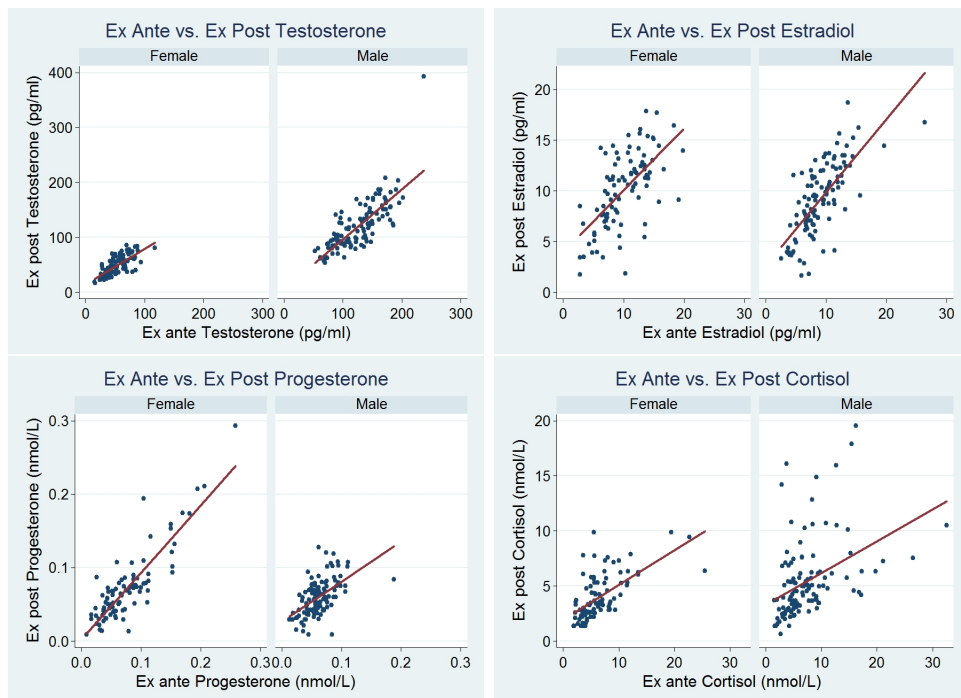 Ex Ante vs. Ex Post Testosterone
Female Male
Ex post Testosterone (pg/ml)
400
300
200
100
0
0 100 200 300 0 100 200 300
Ex ante Testosterone (pg/ml)
Ex Ante vs. Ex Post Estradiol
Female Male
Ex post Estradiol (pg/ml)
20
15
10
5
0
0 10 20 30 0 10 20 30
Ex ante Estradiol (pg/ml)
Ex Ante vs. Ex Post Progesterone
Female Male
Ex post Progesterone (nmol/L)
0.3
0.2
0.1
0.0
0.0 0.1 0.2 0.3 0.0 0.1 0.2 0.3
Ex ante Progesterone (nmol/L)
Ex Ante vs. Ex Post Cortisol
Female Male
Ex post Cortisol (nmol/L)
20
15
10
5
0
0 10 20 30 0 10 20 30
Ex ante Cortisol (nmol/L)